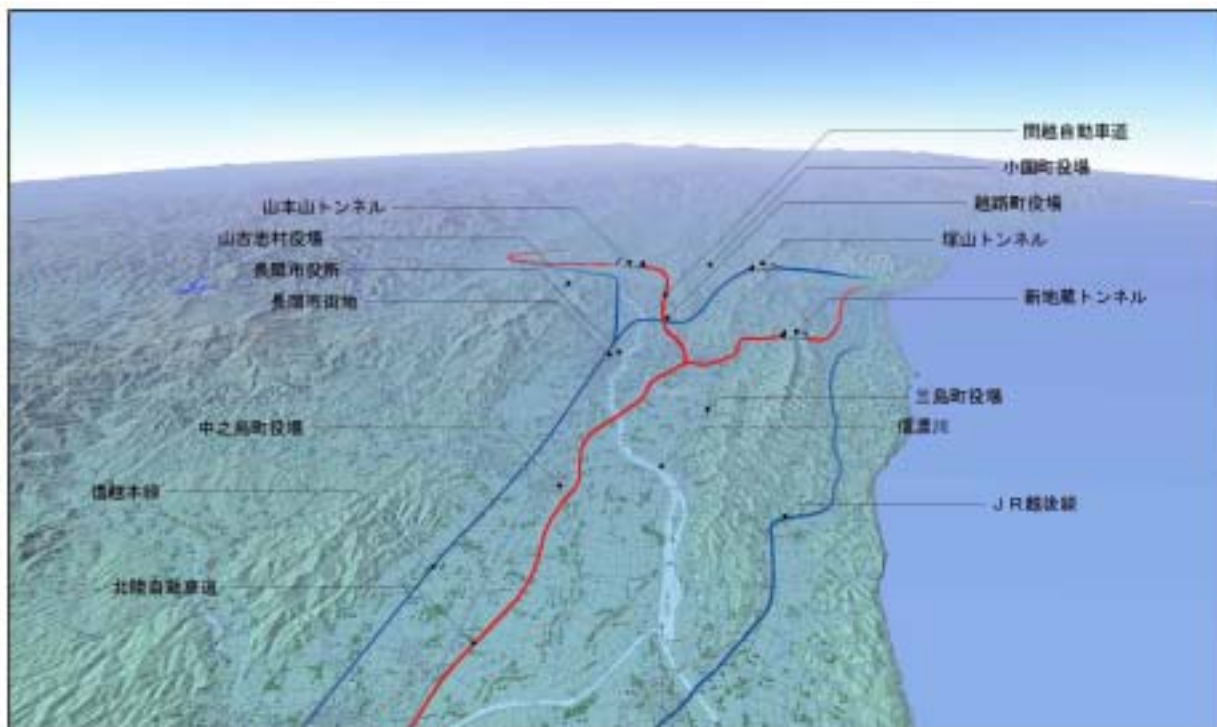 関越自動車道
小国町役場
山本山トンネル
越路町役場
山古志村役場
塚山トンネル
長岡市役所
長岡市街地
新地蔵トンネル
三島町役場
中之島町役場
信濃川
信越本線
JR越後線
北陸自動車道